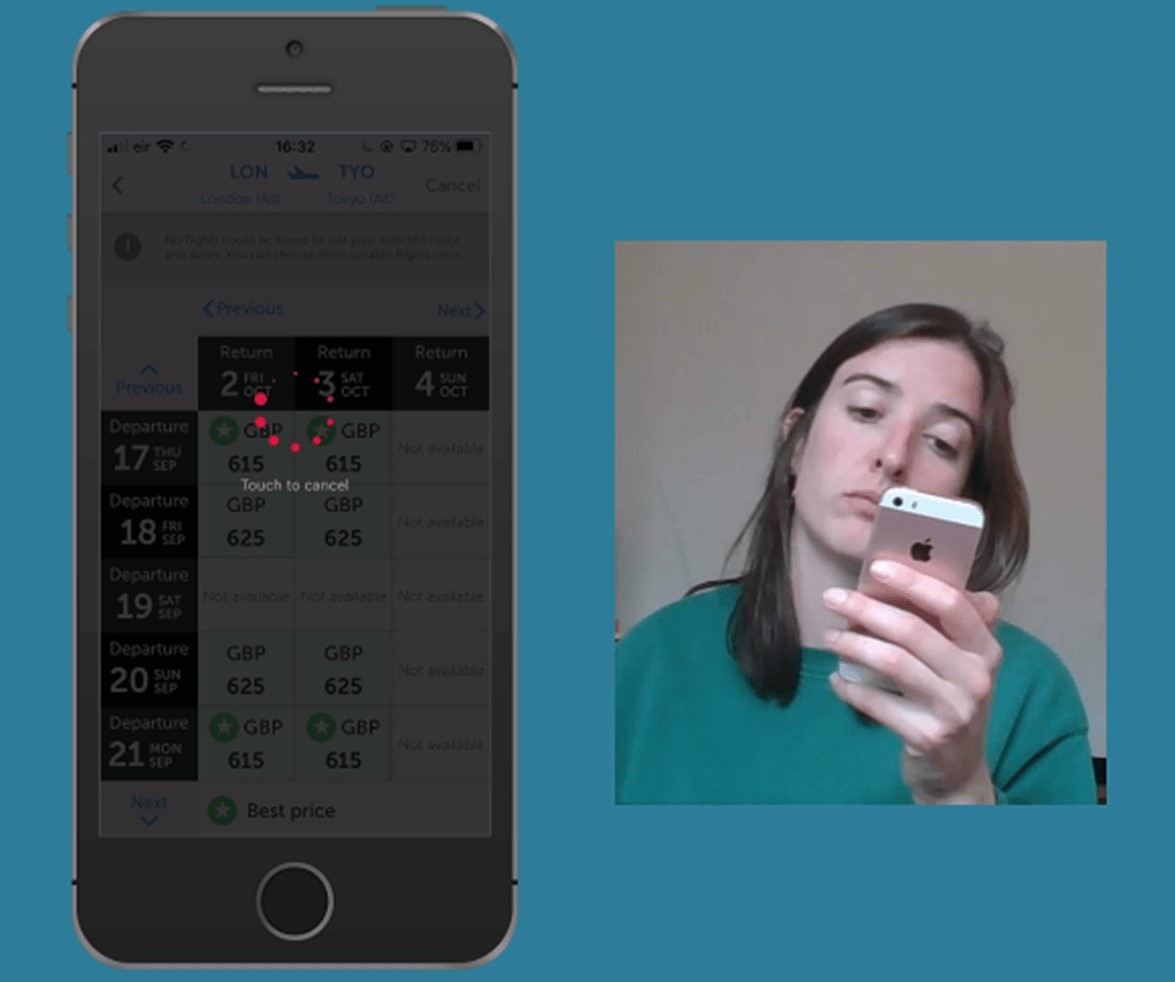 eir 16:32 75%
LON TYO
London (All) Tokyo (All) Cancel
No flights could be found to suit your selected route
and dates. You can choose from suitable flights on
Previous Next
Return Return Return
Previous 2 FRI OCT 3 SAT OCT 4 SUN OCT
Departure GBP GBP Not available
17 THU SEP 615 615
Touch to cancel
Departure GBP GBP Not available
18 FRI SEP 625 625
Departure Not available Not available Not available
19 SAT SEP
Departure GBP GBP Not available
20 SUN SEP 625 625
Departure GBP GBP Not available
21 MON SEP 615 615
Next Best price